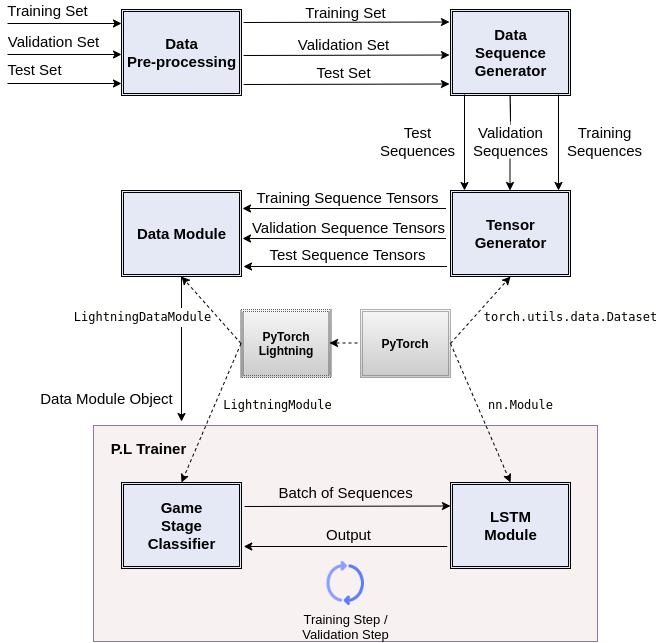 Training Set
Validation Set
Test Set
Data
Pre-processing
Training Set
Validation Set
Test Set
Data
Sequence
Generator
Test
Sequences
Validation
Sequences
Training
Sequences
Data Module
Training Sequence Tensors
Validation Sequence Tensors
Test Sequence Tensors
Tensor
Generator
LightningDataModule
PyTorch
Lightning
PyTorch
torch.utils.data.Dataset
Data Module Object
LightningModule
nn.Module
P.L Trainer
Game
Stage
Classifier
Batch of Sequences
Output
LSTM
Module
Training Step /
Validation Step